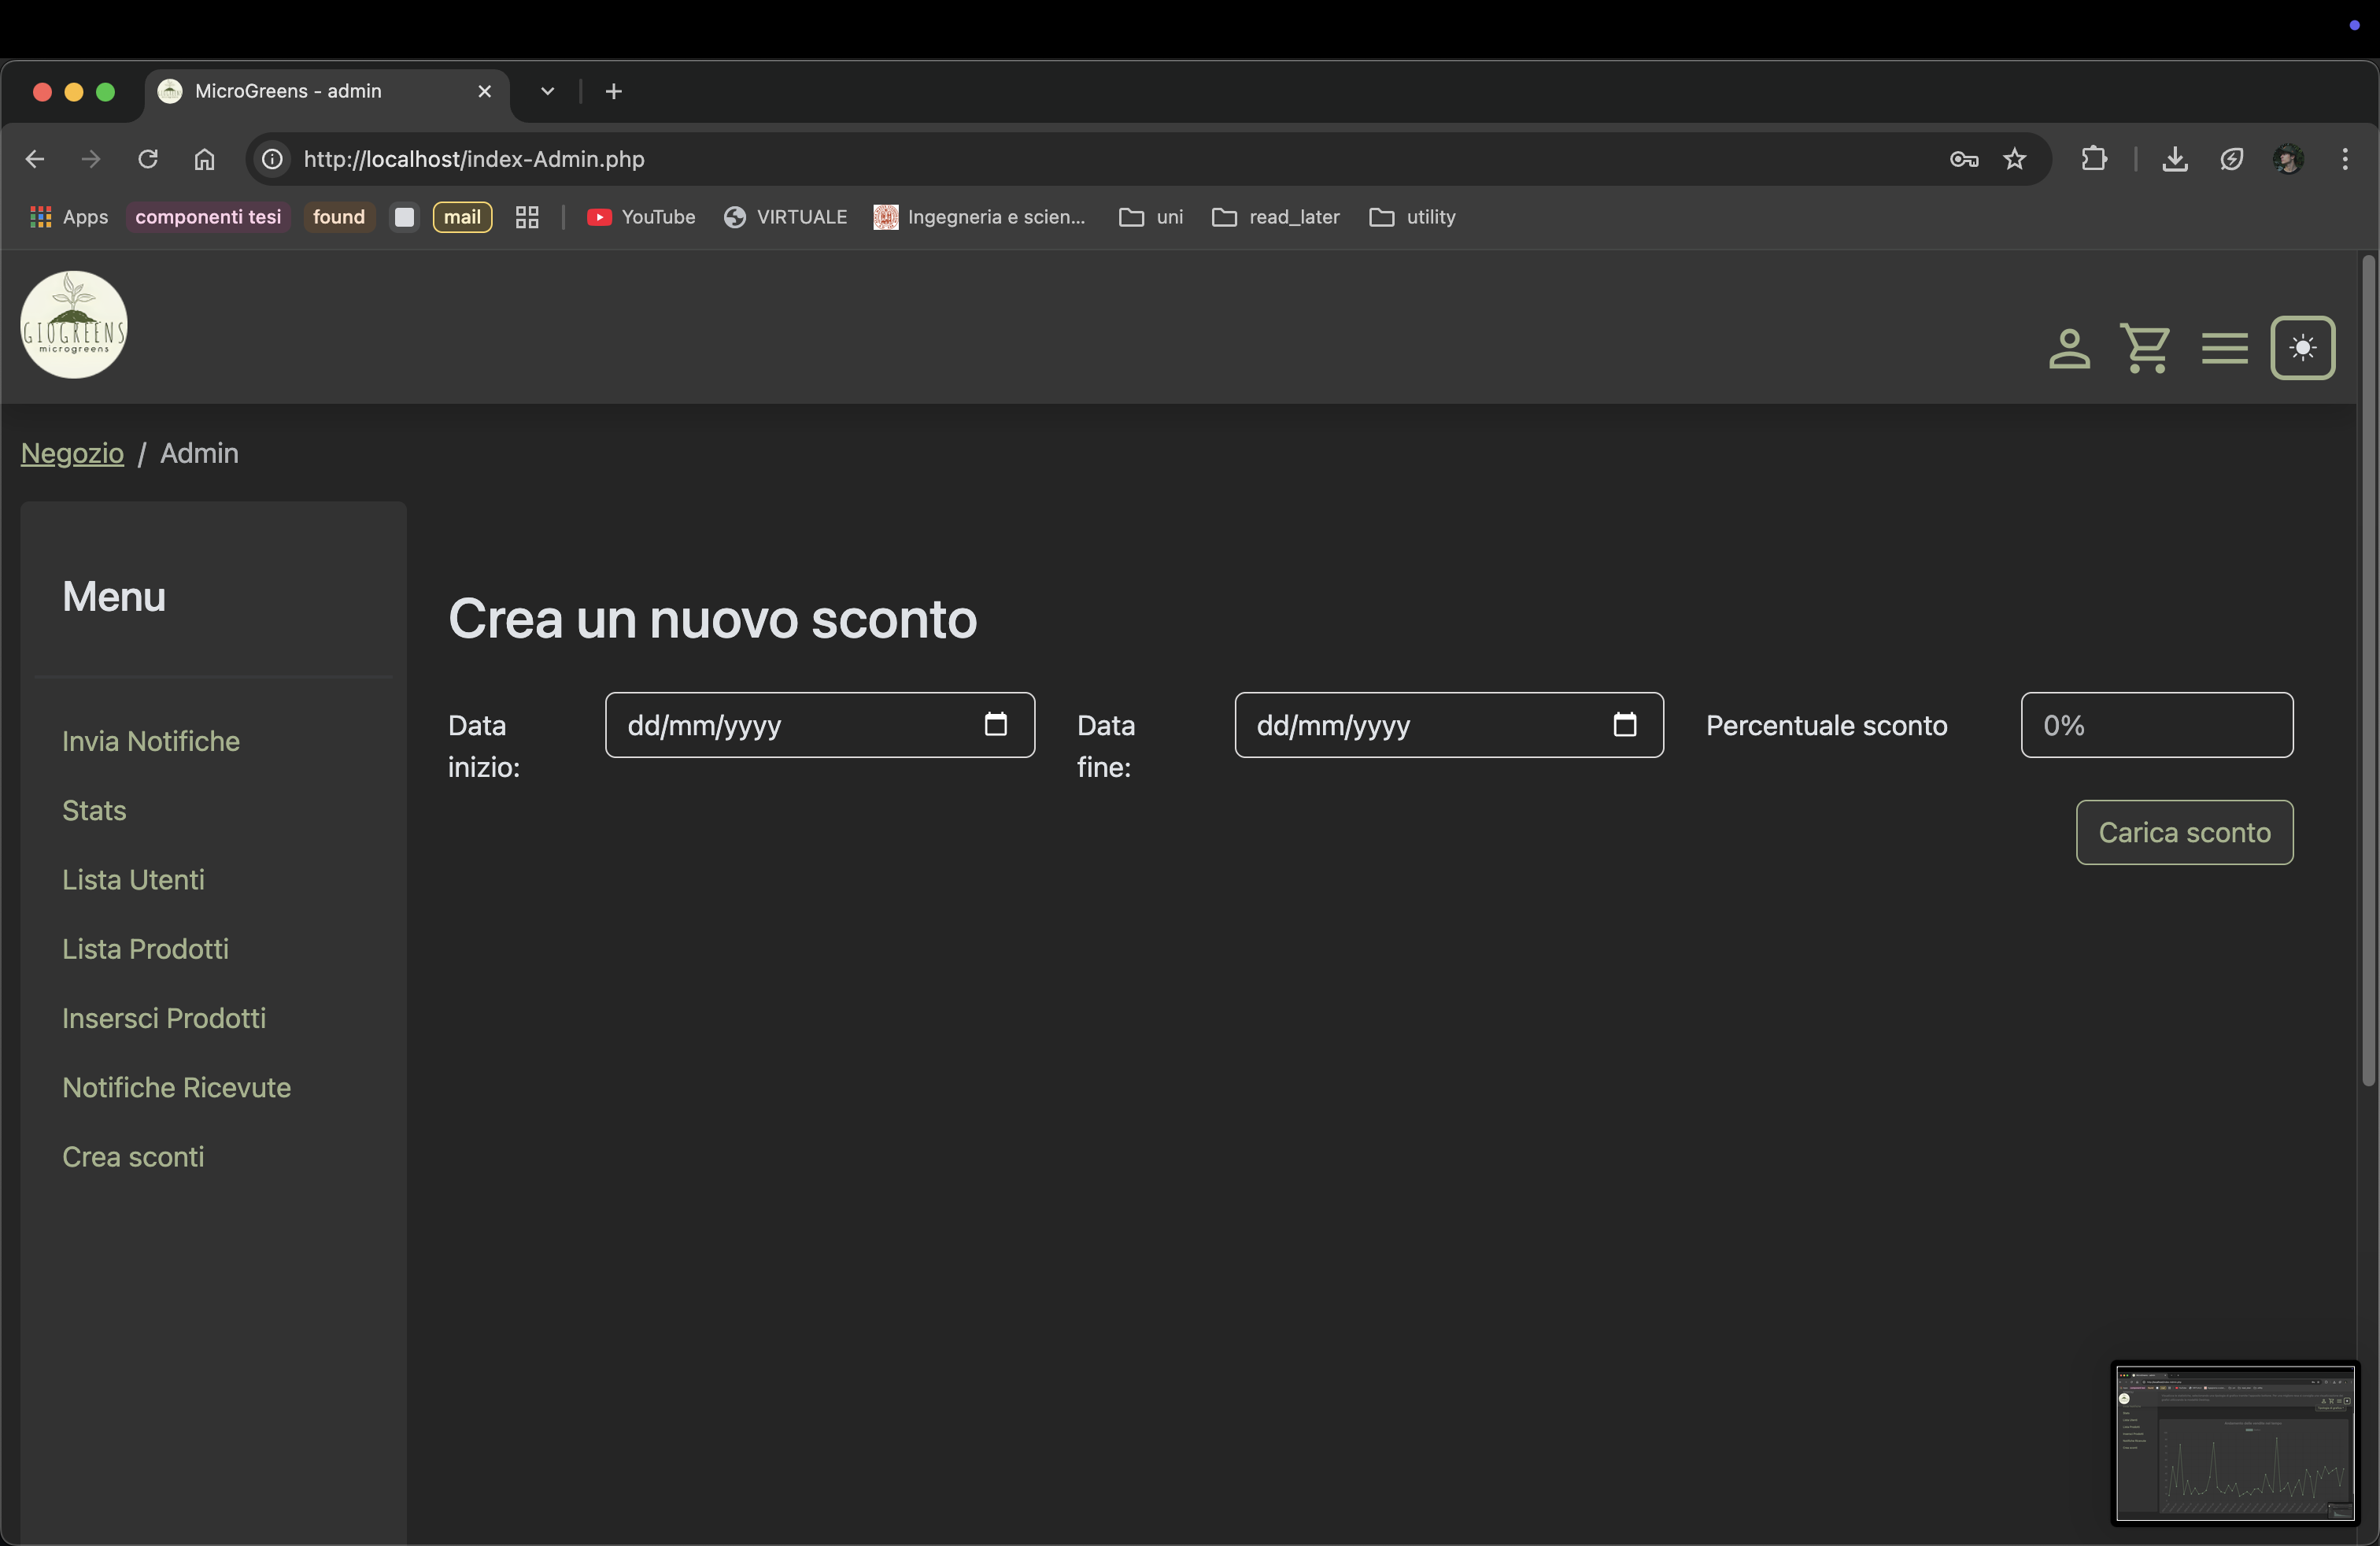 MicroGreens - admin
http://localhost/index-Admin.php
Apps componenti tesi found mail YouTube VIRTUALE Ingegneria e scien... uni read_later utility
GIOGREENS
microgreens
Negozio / Admin
Menu
Invia Notifiche
Stats
Lista Utenti
Lista Prodotti
Insersci Prodotti
Notifiche Ricevute
Crea sconti
Crea un nuovo sconto
Data inizio: dd/mm/yyyy Data fine: dd/mm/yyyy Percentuale sconto 0%
Carica sconto